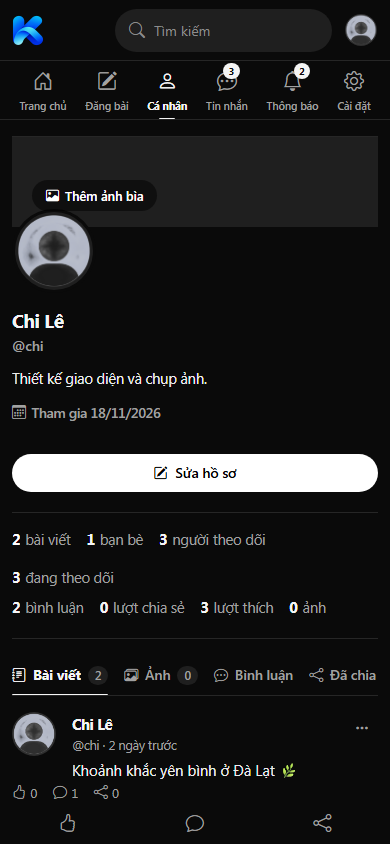 Tìm kiếm
3 2
Trang chủ Đăng bài Cá nhân Tin nhắn Thông báo Cài đặt
Thêm ảnh bìa
Chi Lê
@chi
Thiết kế giao diện và chụp ảnh.
Tham gia 18/11/2026
Sửa hồ sơ
2 bài viết 1 bạn bè 3 người theo dõi
3 đang theo dõi
2 bình luận 0 lượt chia sẻ 3 lượt thích 0 ảnh
Bài viết 2 Ảnh 0 Bình luận Đã chia
Chi Lê
@chi · 2 ngày trước
Khoảnh khắc yên bình ở Đà Lạt 🌿
0 1 0